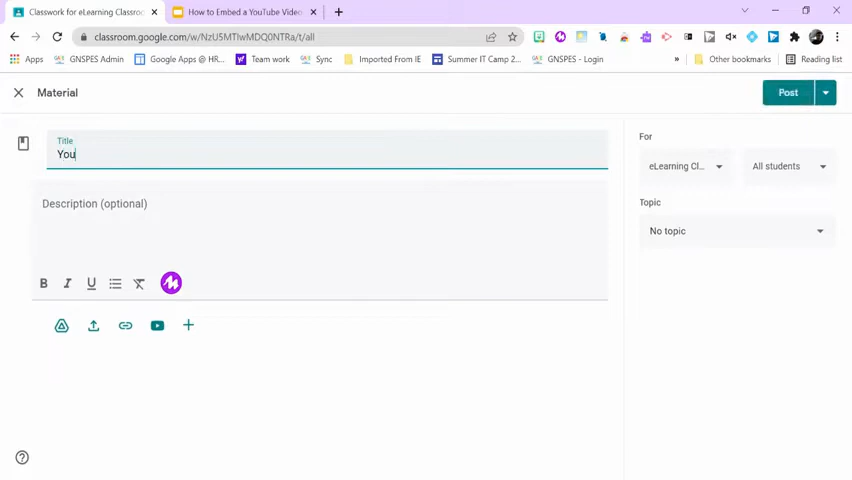 Classwork for eLearning Classroo
How to Embed a YouTube Video
classroom.google.com/w/NzU5MTIwMDQ0NTRa/t/all
Apps
GNSPES Admin
Google Apps @ HR...
Team work
Sync
Imported From IE
Summer IT Camp 2...
GNSPES - Login
»
Other bookmarks
Reading list
Material
Post
Title
You
Description (optional)
B I U
For
eLearning Cl...
All students
Topic
No topic